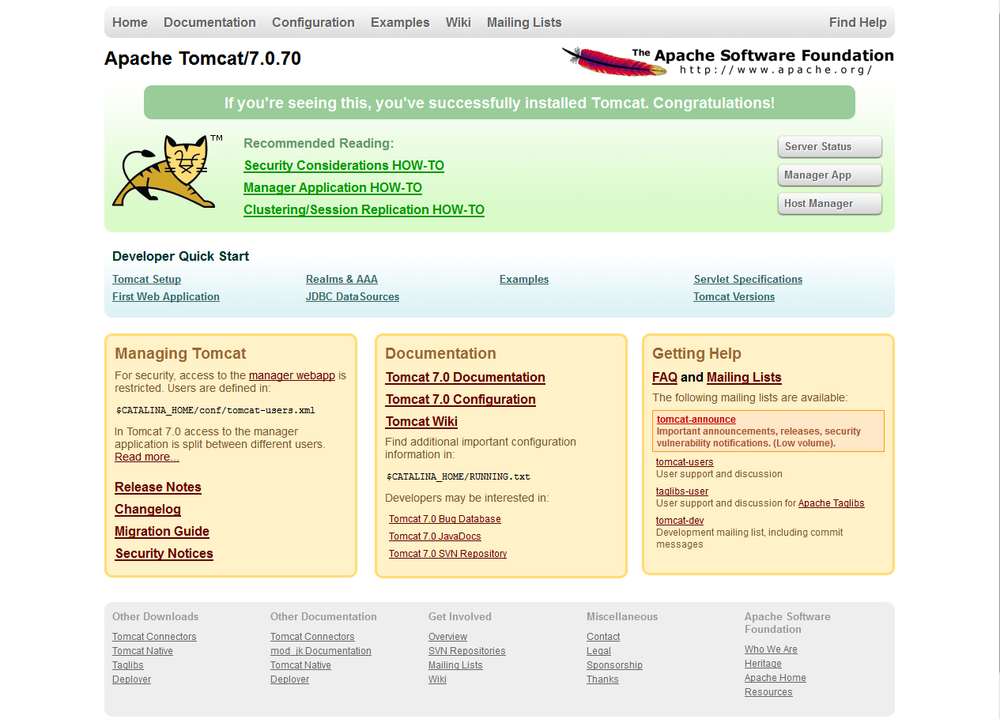 Home Documentation Configuration Examples Wiki Mailing Lists Find Help
Apache Tomcat/7.0.70
The Apache Software Foundation
http://www.apache.org/
If you're seeing this, you've successfully installed Tomcat. Congratulations!
TM
Recommended Reading:
Security Considerations HOW-TO
Manager Application HOW-TO
Clustering/Session Replication HOW-TO
Server Status
Manager App
Host Manager
Developer Quick Start
Tomcat Setup
First Web Application
Realms & AAA
JDBC DataSources
Examples
Servlet Specifications
Tomcat Versions
Managing Tomcat
For security, access to the manager webapp is
restricted. Users are defined in:
$CATALINA_HOME/conf/tomcat-users.xml
In Tomcat 7.0 access to the manager
application is split between different users.
Read more...
Release Notes
Changelog
Migration Guide
Security Notices
Documentation
Tomcat 7.0 Documentation
Tomcat 7.0 Configuration
Tomcat Wiki
Find additional important configuration
information in:
$CATALINA_HOME/RUNNING.txt
Developers may be interested in:
Tomcat 7.0 Bug Database
Tomcat 7.0 JavaDocs
Tomcat 7.0 SVN Repository
Getting Help
FAQ and Mailing Lists
The following mailing lists are available:
tomcat-announce
Important announcements, releases, security
vulnerability notifications. (Low volume).
tomcat-users
User support and discussion
taglibs-user
User support and discussion for Apache Taglibs
tomcat-dev
Development mailing list, including commit
messages
Other Downloads
Tomcat Connectors
Tomcat Native
Taglibs
Deployer
Other Documentation
Tomcat Connectors
mod_jk Documentation
Tomcat Native
Deployer
Get Involved
Overview
SVN Repositories
Mailing Lists
Wiki
Miscellaneous
Contact
Legal
Sponsorship
Thanks
Apache Software
Foundation
Who We Are
Heritage
Apache Home
Resources